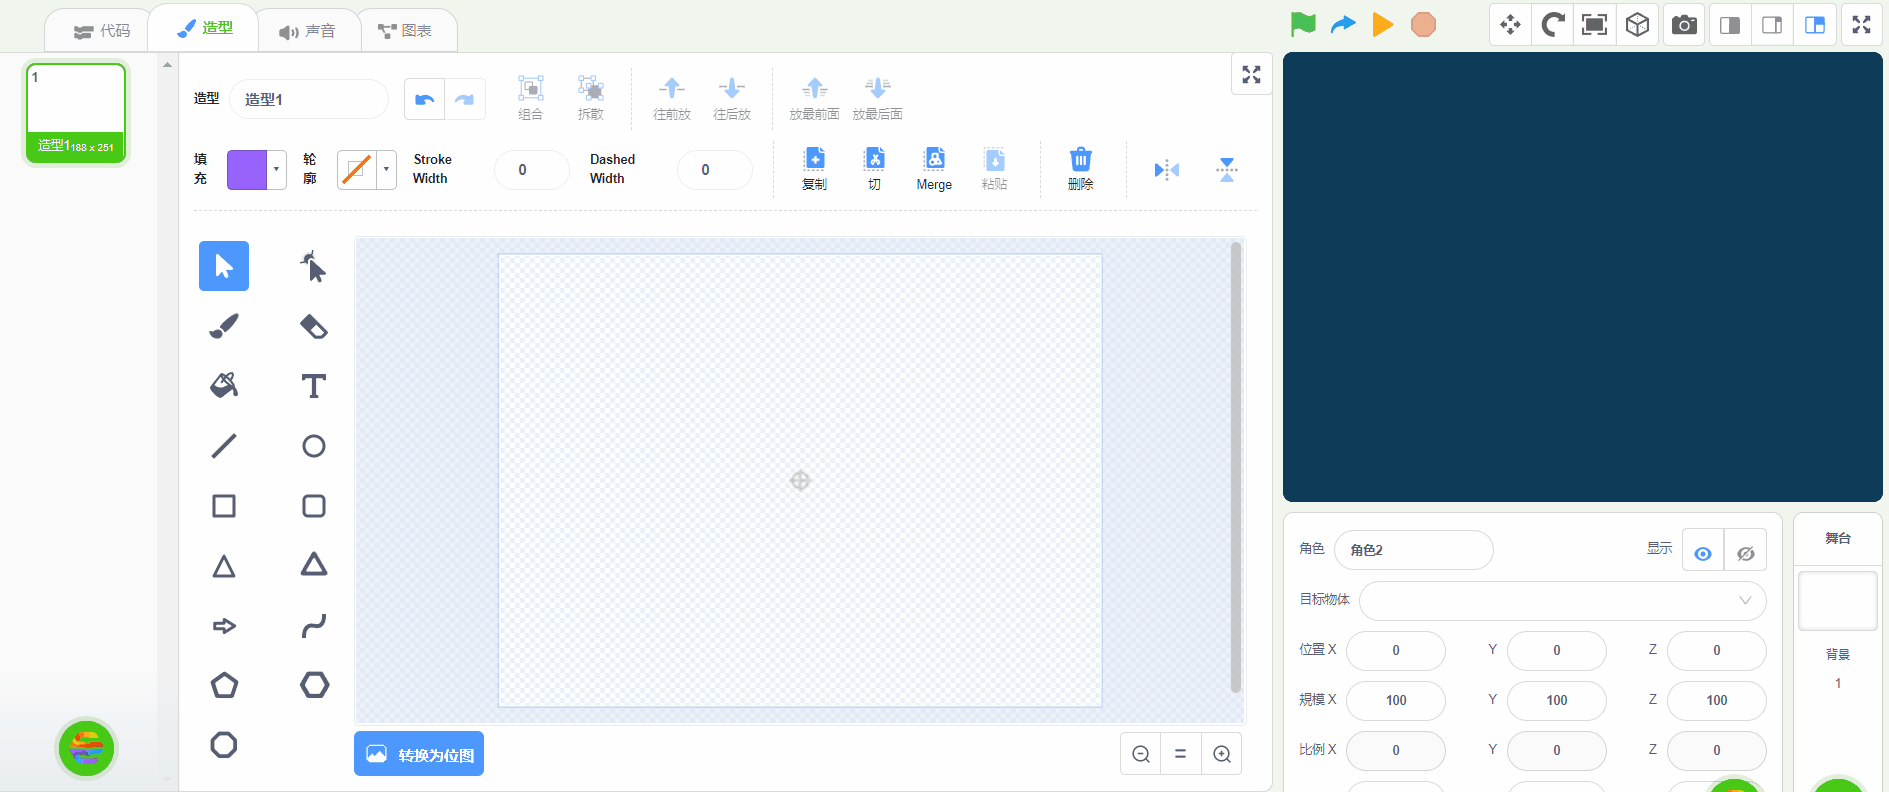 代码
造型
声音
图表
1
造型1
188 x 251
造型
造型1
组合
拆散
往前放
往后放
放最前面
放最后面
填充
轮廓
Stroke Width
0
Dashed Width
0
复制
切
Merge
粘贴
删除
转换为位图
角色
角色2
显示
目标物体
位置 X
0
Y
0
Z
0
規模 X
100
Y
100
Z
100
比例 X
0
Y
0
Z
0
舞台
背景
1